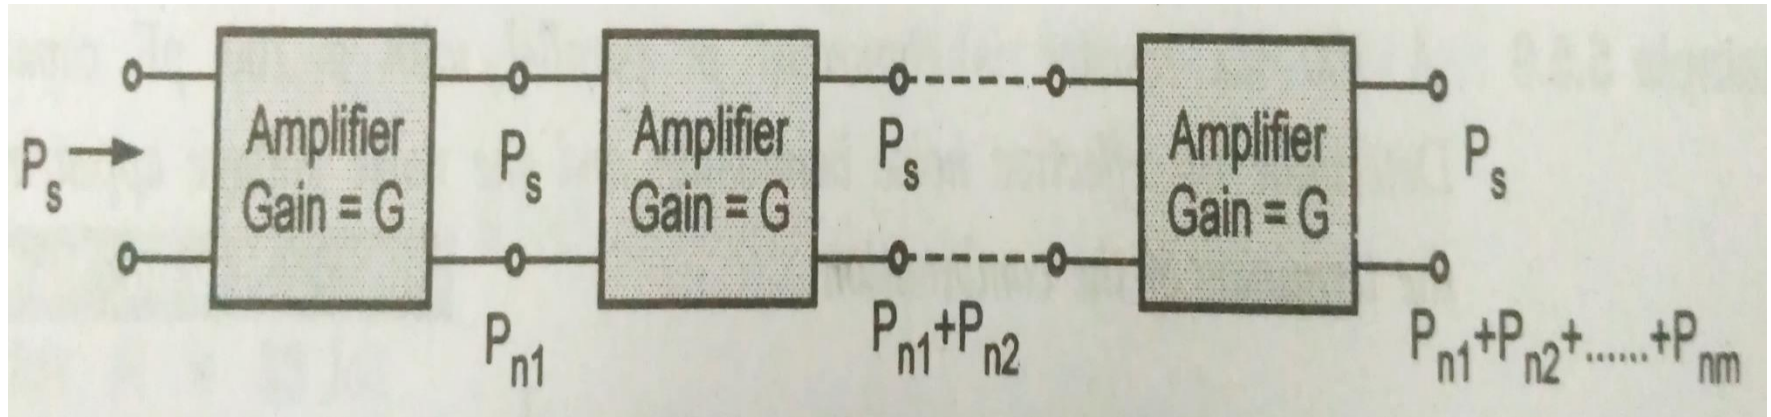 Amplifier
Gain = G
Amplifier
Gain = G
Amplifier
Gain = G
Ps
Ps
Ps
Ps
Pn1
Pn1+Pn2
Pn1+Pn2+......+Pnm